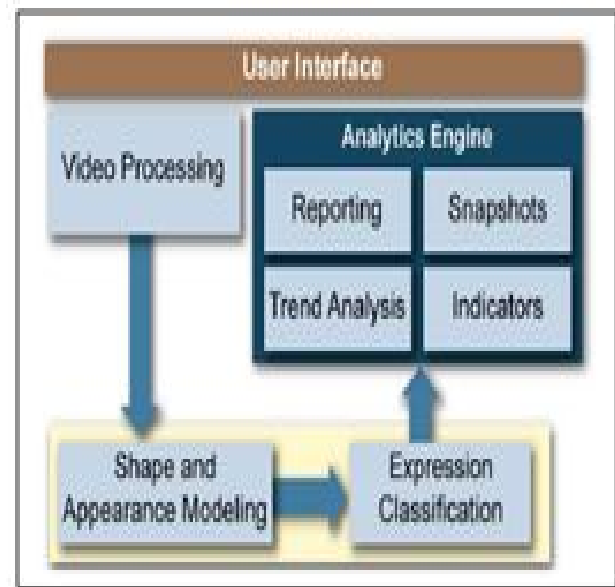 User Interface
Video Processing
Analytics Engine
Reporting
Snapshots
Trend Analysis
Indicators
Shape and
Appearance Modeling
Expression
Classification